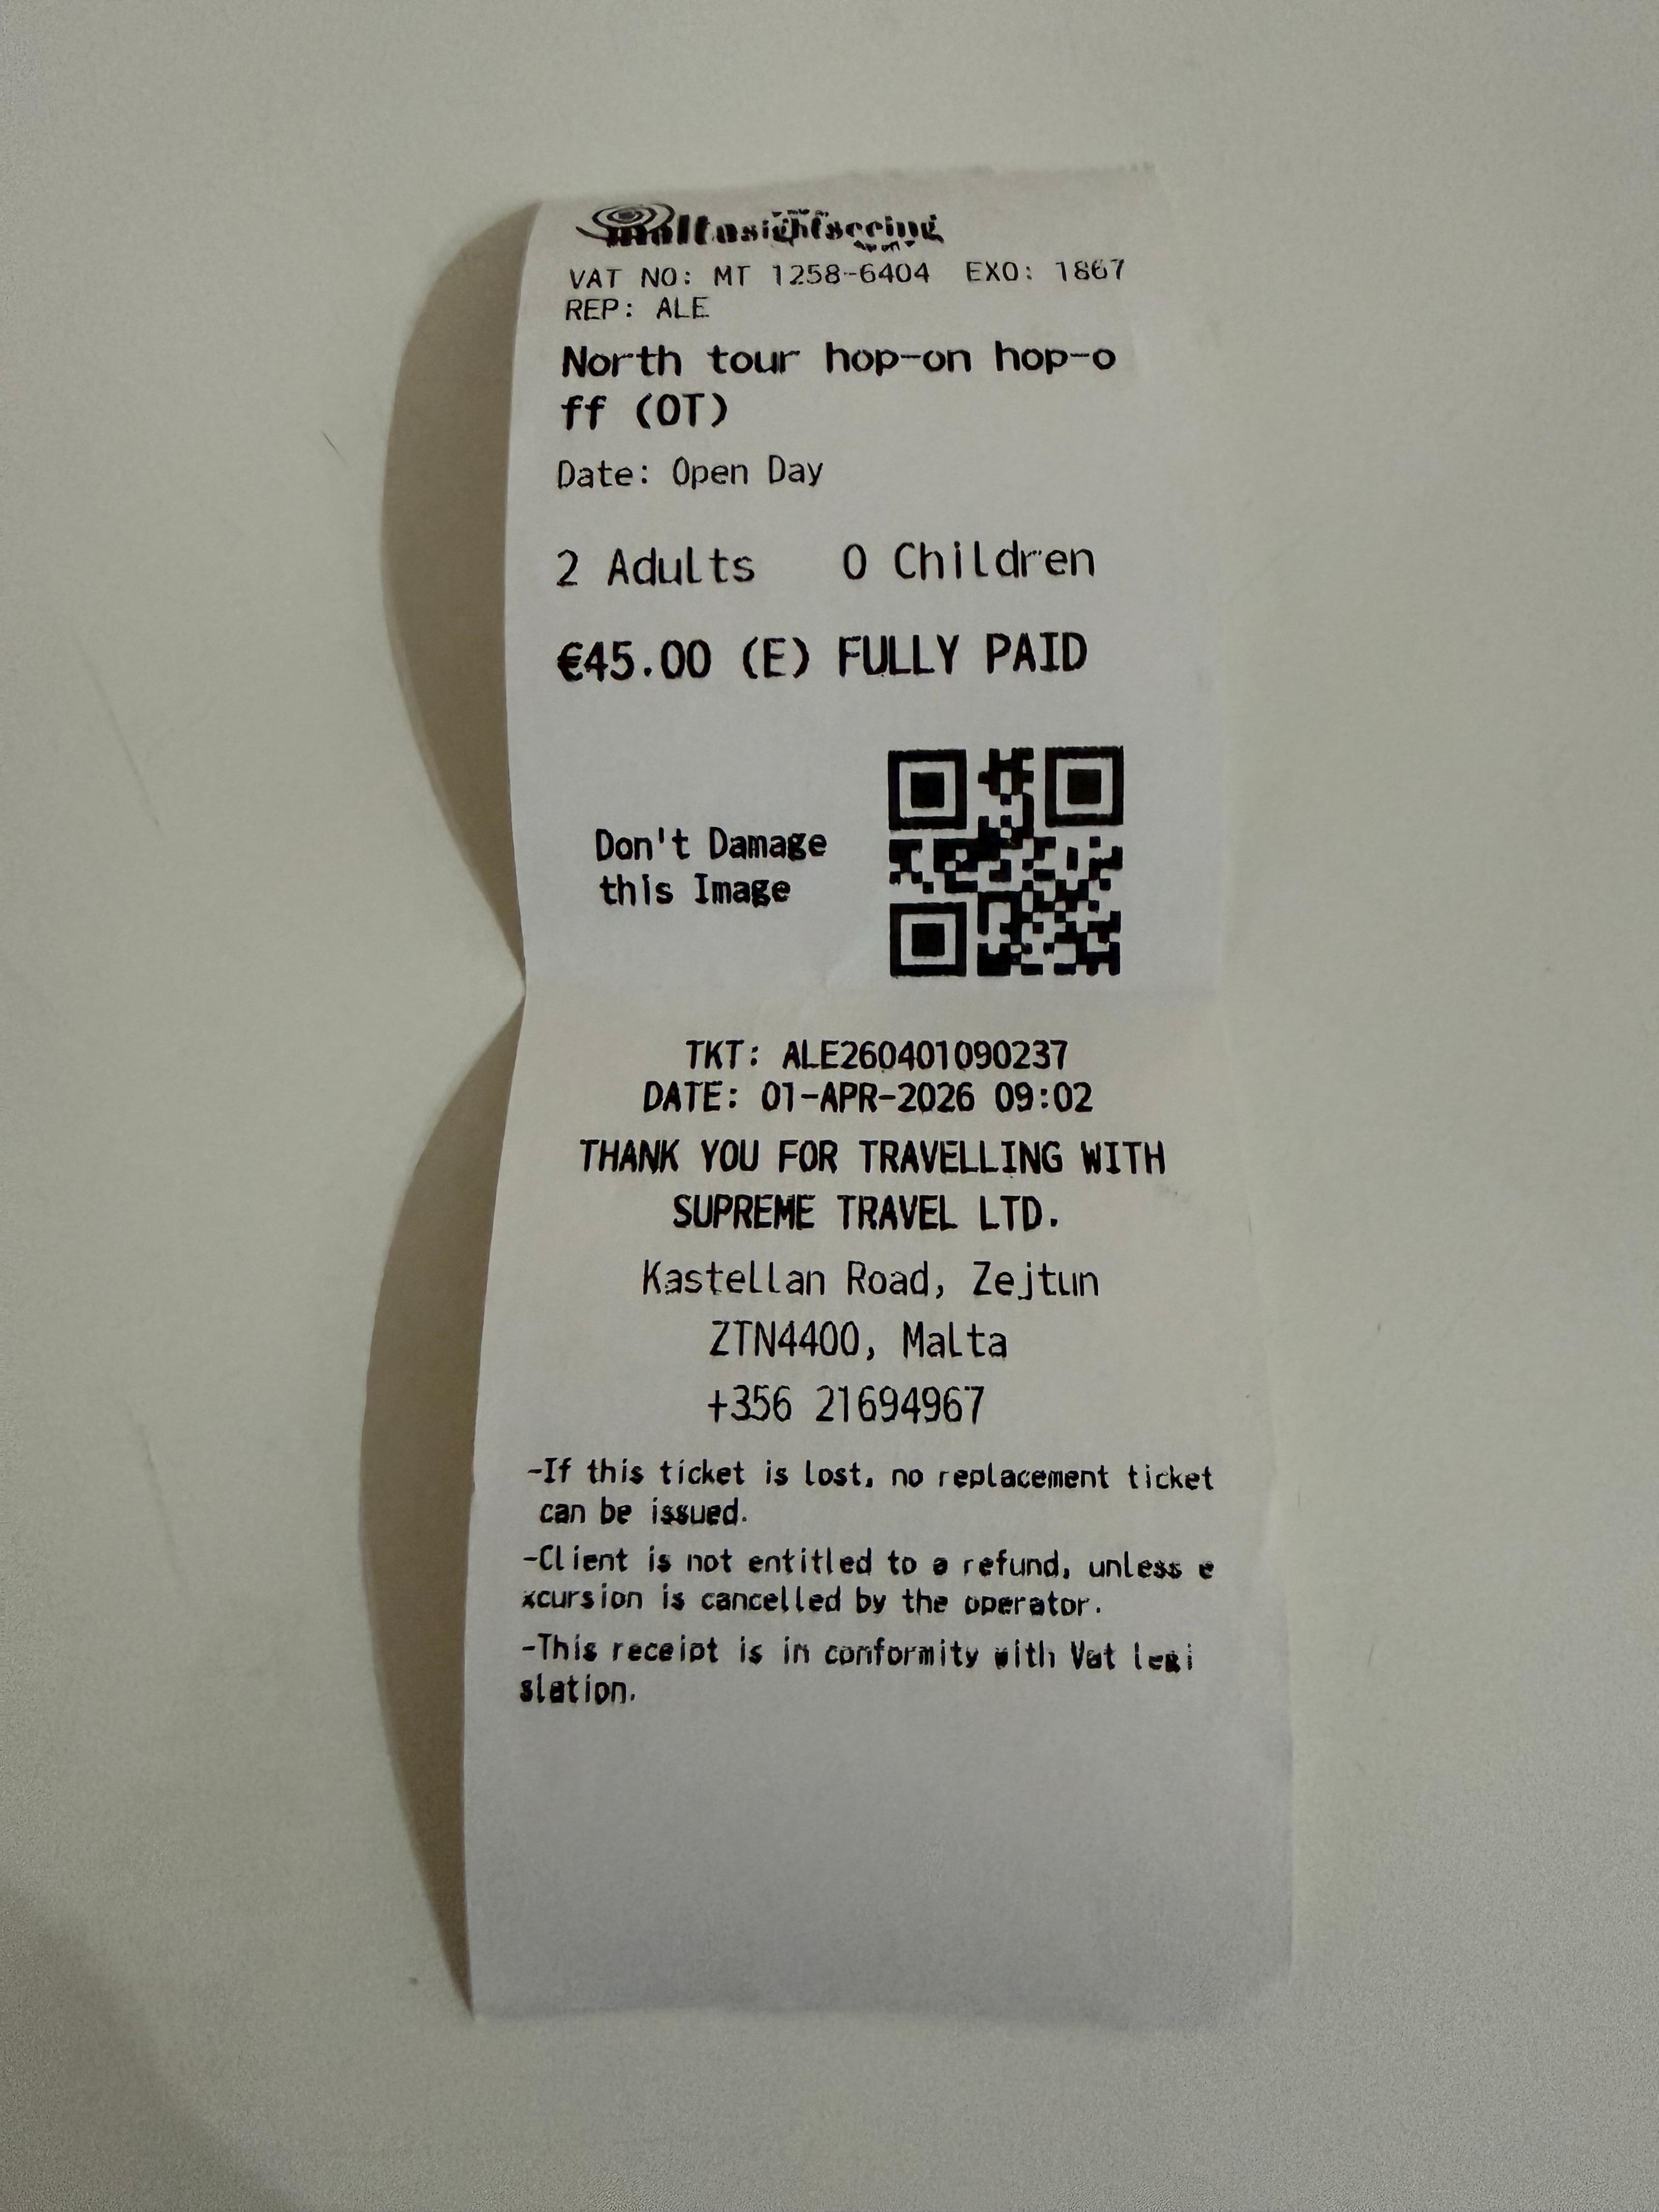 maltasightseeing
VAT NO: MT 1258-6404 EXO: 1867
REP: ALE
North tour hop-on hop-o
ff (OT)
Date: Open Day
2 Adults 0 Children
€45.00 (E) FULLY PAID
Don't Damage
this Image
TKT: ALE260401090237
DATE: 01-APR-2026 09:02
THANK YOU FOR TRAVELLING WITH
SUPREME TRAVEL LTD.
Kastellan Road, Zejtun
ZTN4400, Malta
+356 21694967
-If this ticket is lost, no replacement ticket
can be issued.
-Client is not entitled to a refund, unless e
xcursion is cancelled by the operator.
-This receipt is in conformity with Vat legi
slation.